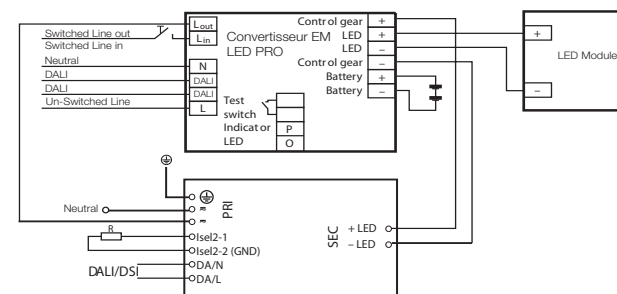 Switched Line out
Switched Line in
Neutral
DALI
DALI
Un-Switched Line
Lout
Lin
N
DALI
DALI
L
Convertisseur EM
LED PRO
Test
switch
Indicator
LED
P
O
Control gear +
LED +
LED –
Control gear –
Battery +
Battery –
+
–
LED Module
Neutral
R
DALI/DSI
≂
≂
PRI
Isel2-1
Isel2-2 (GND)
DA/N
DA/L
SEC
+ LED
– LED